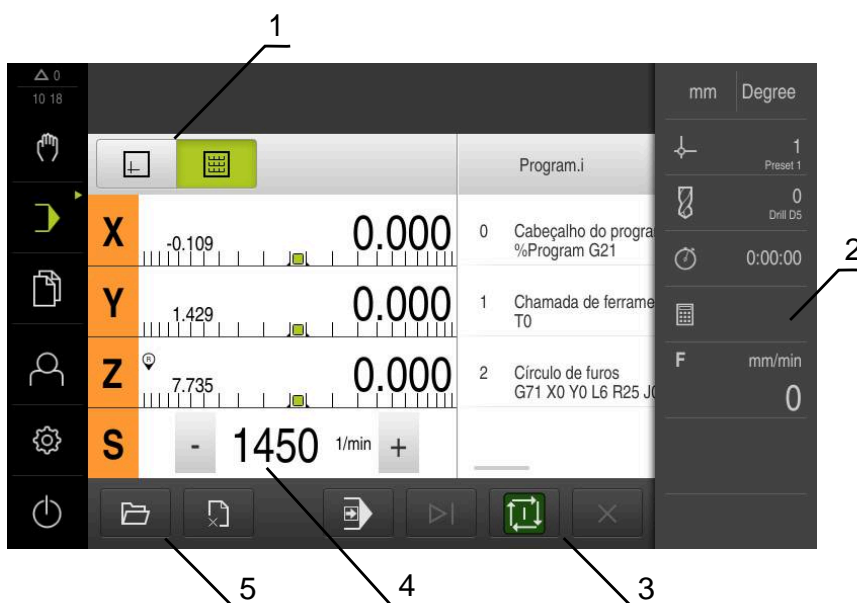 1
0
10 18
mm Degree
1
Preset 1
Program.i
0
Drill D5
X -0.109 0.000
0 Cabeçalho do progra
%Program G21
0:00:00
2
Y 1.429 0.000
1 Chamada de ferrame
T0
Z R 7.735 0.000
2 Círculo de furos
G71 X0 Y0 L6 R25 J0
F mm/min
0
S - 1450 1/min +
5
4
3